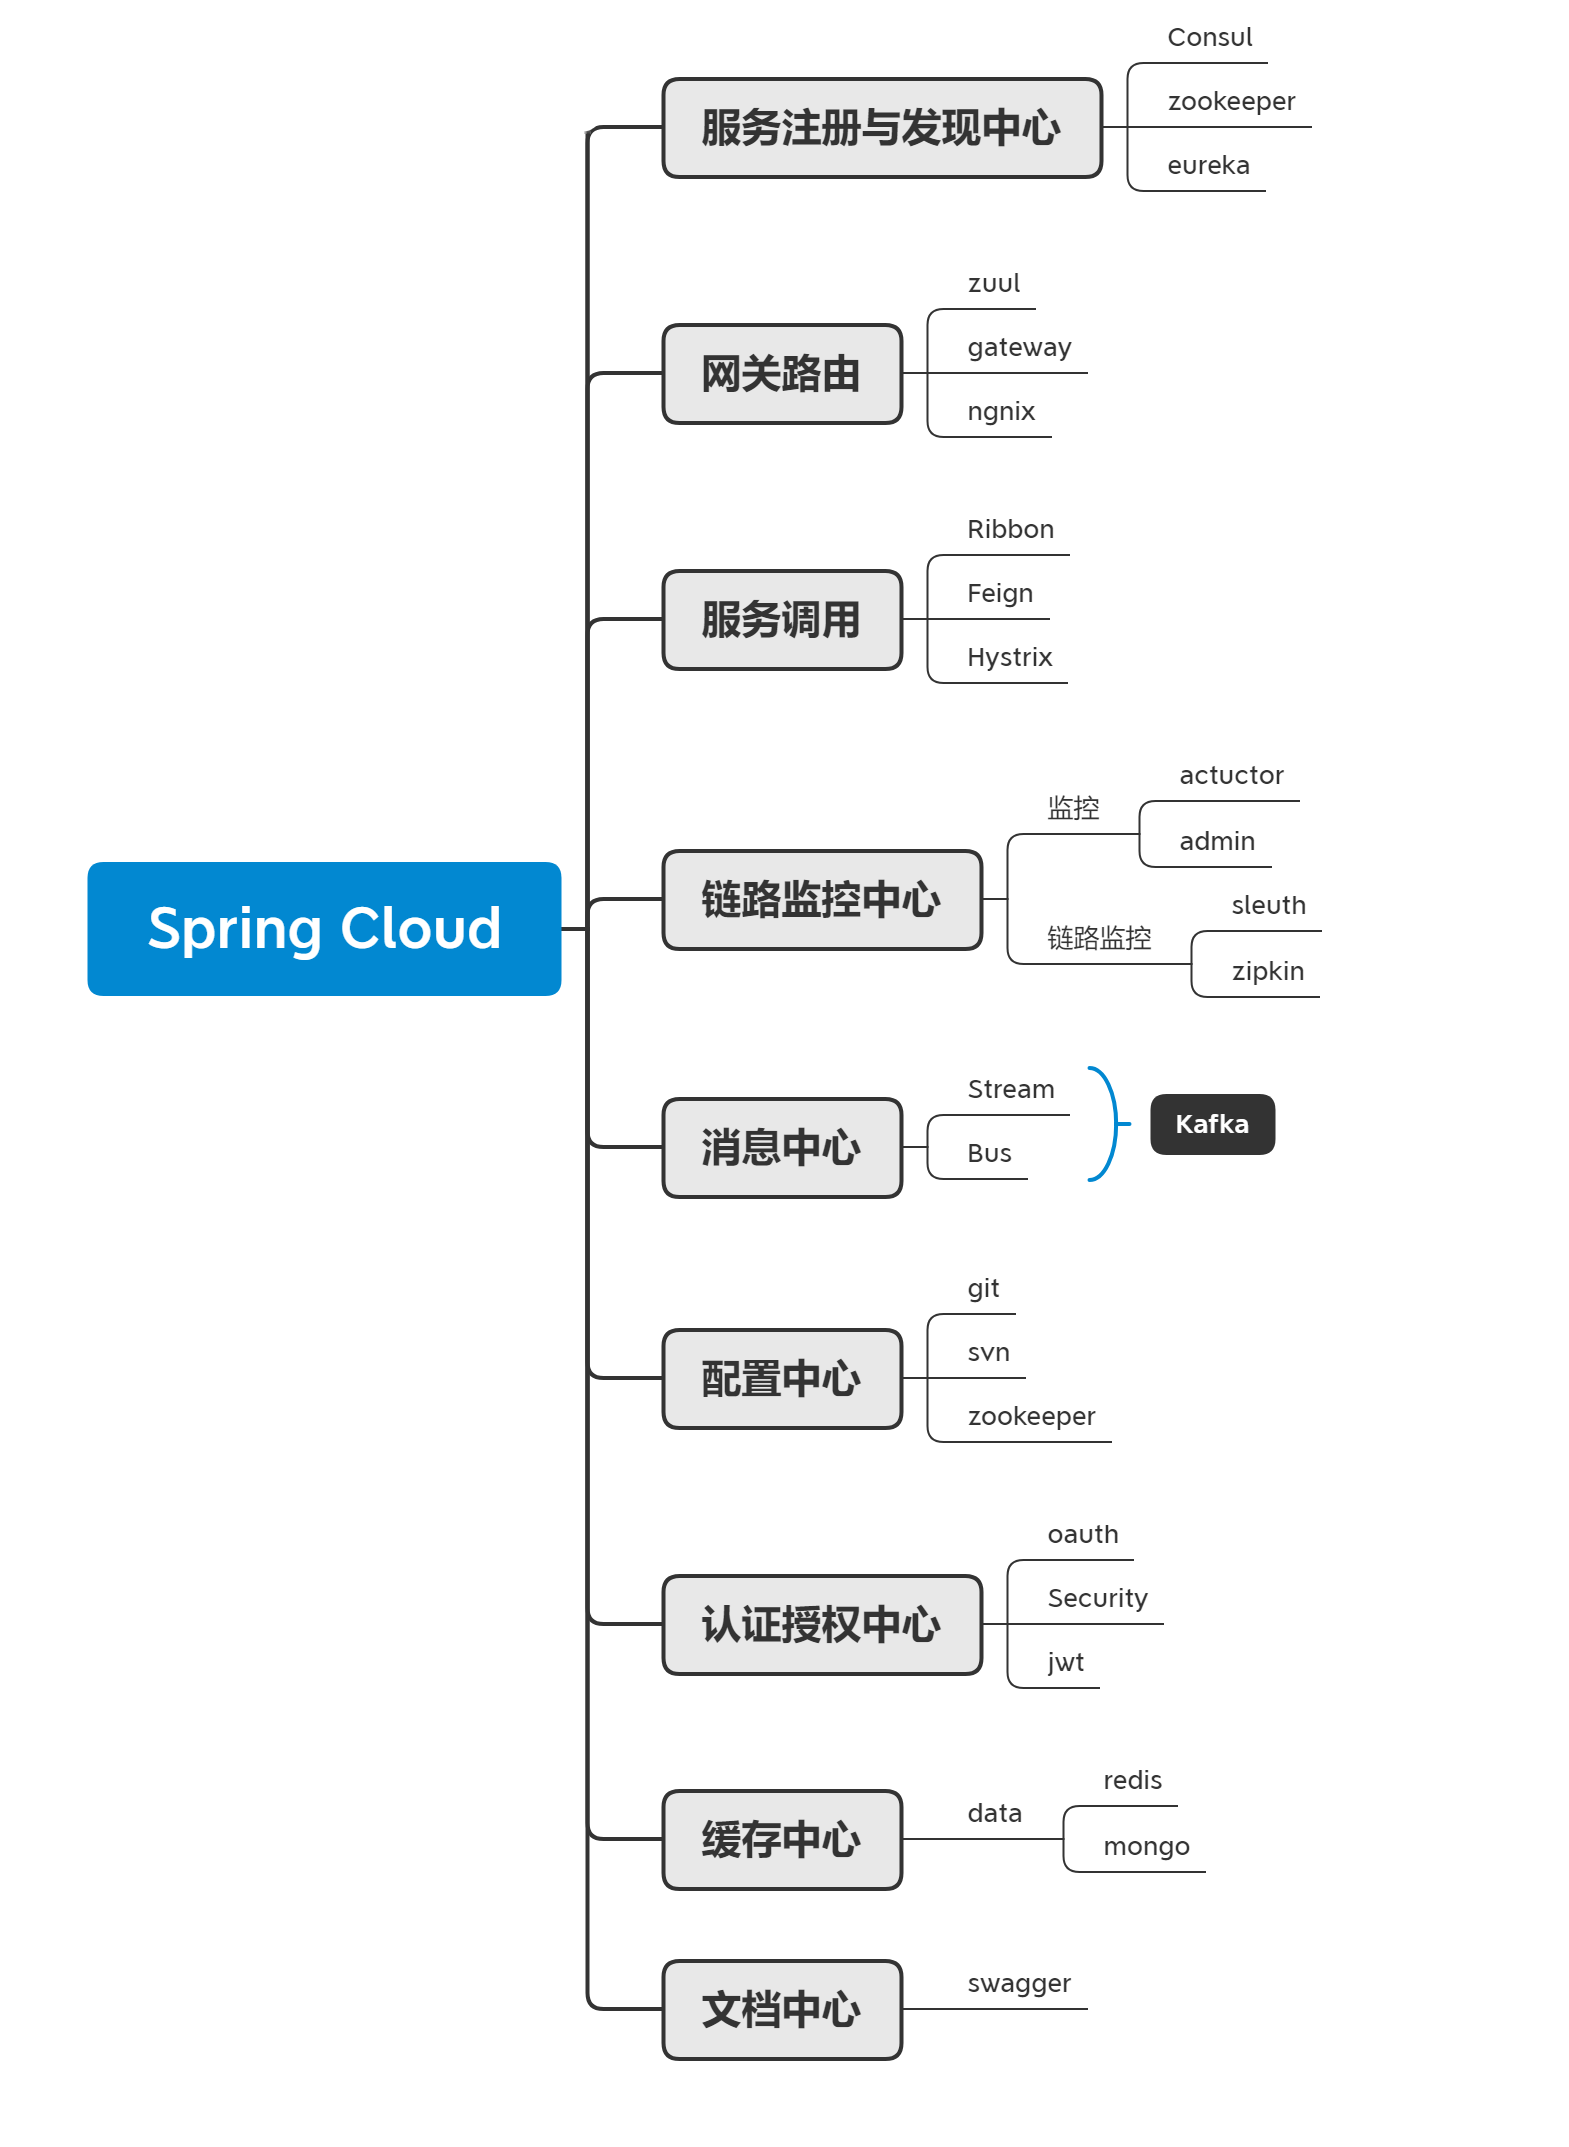 Spring Cloud
服务注册与发现中心
Consul
zookeeper
eureka
网关路由
zuul
gateway
ngnix
服务调用
Ribbon
Feign
Hystrix
链路监控中心
监控
actuctor
admin
链路监控
sleuth
zipkin
消息中心
Stream
Bus
Kafka
配置中心
git
svn
zookeeper
认证授权中心
oauth
Security
jwt
缓存中心
data
redis
mongo
文档中心
swagger